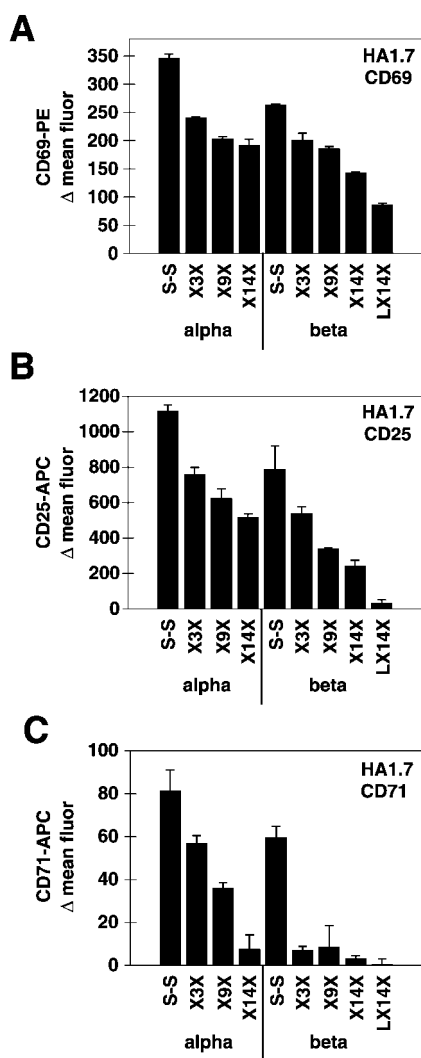 A
HA1.7
CD69
CD69-PE
Δ mean fluor
350
300
250
200
150
100
50
0
S-S
X3X
X9X
X14X
S-S
X3X
X9X
X14X
LX14X
alpha
beta
B
HA1.7
CD25
CD25-APC
Δ mean fluor
1200
1000
800
600
400
200
0
S-S
X3X
X9X
X14X
S-S
X3X
X9X
X14X
LX14X
alpha
beta
C
HA1.7
CD71
CD71-APC
Δ mean fluor
100
80
60
40
20
0
S-S
X3X
X9X
X14X
S-S
X3X
X9X
X14X
LX14X
alpha
beta